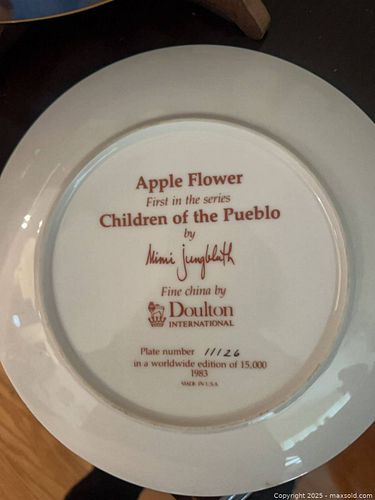 Apple Flower
First in the series
Children of the Pueblo
by
Mimi Jungbluth
Fine china by
Doulton
INTERNATIONAL
Plate number 11126
in a worldwide edition of 15,000
1983
MADE IN U.S.A.
Copyright 2025 - maxsold.com